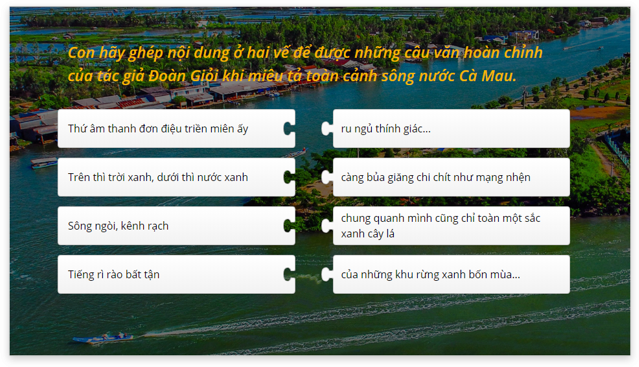 Con hãy ghép nội dung ở hai vế để được những câu văn hoàn chỉnh
của tác giả Đoàn Giỏi khi miêu tả toàn cảnh sông nước Cà Mau.
Thứ âm thanh đơn điệu triền miên ấy
ru ngủ thính giác...
Trên thì trời xanh, dưới thì nước xanh
càng bủa giăng chi chít như mạng nhện
Sông ngòi, kênh rạch
chung quanh mình cũng chỉ toàn một sắc
xanh cây lá
Tiếng rì rào bất tận
của những khu rừng xanh bốn mùa...